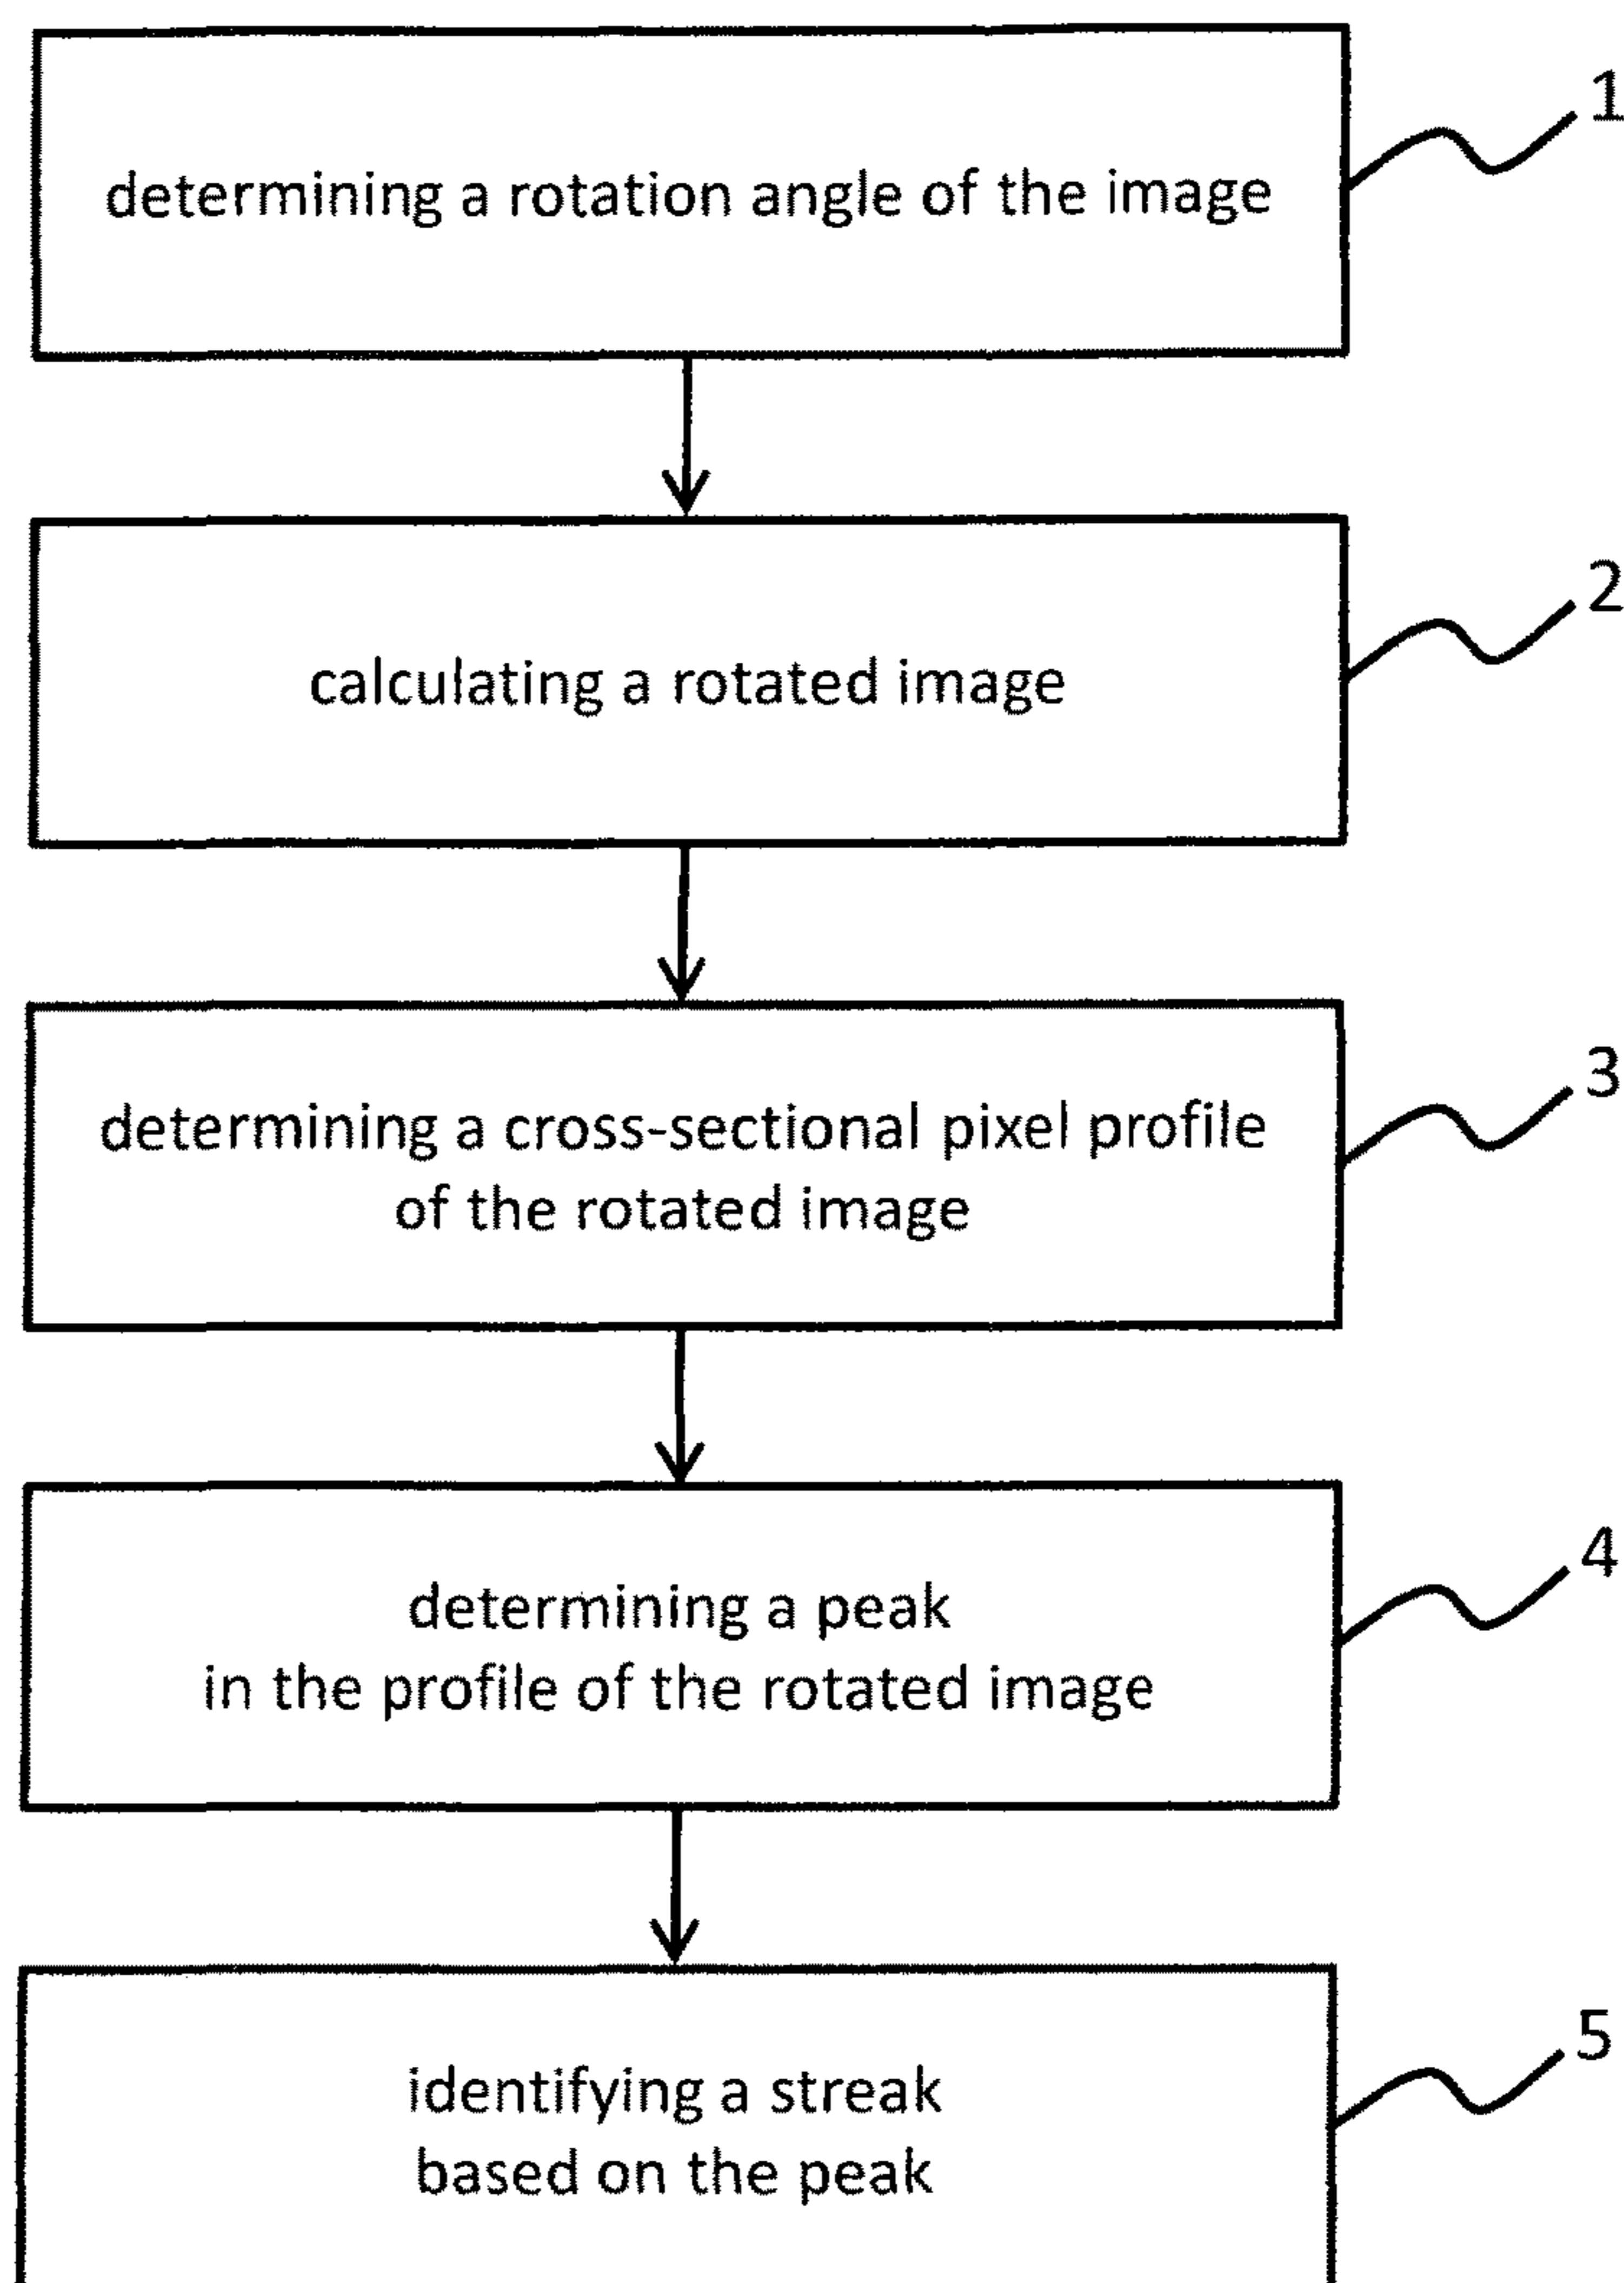 1
determining a rotation angle of the image
2
calculating a rotated image
3
determining a cross-sectional pixel profile
of the rotated image
4
determining a peak
in the profile of the rotated image
5
identifying a streak
based on the peak